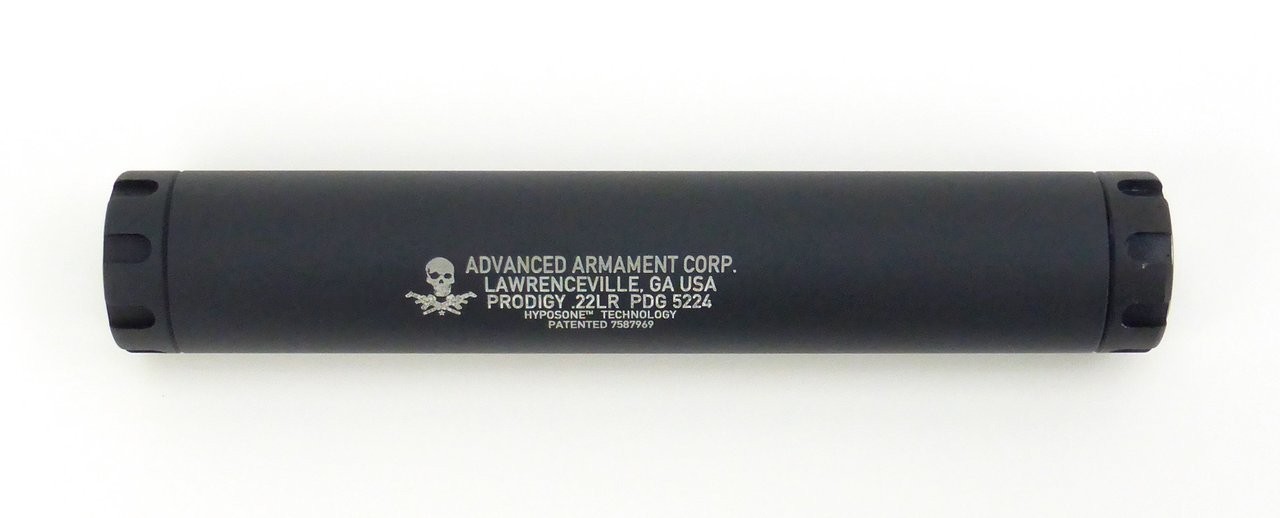 ADVANCED ARMAMENT CORP.
LAWRENCEVILLE, GA USA
PRODIGY .22LR PDG 5224
HYPOSONE™ TECHNOLOGY
PATENTED 7587969